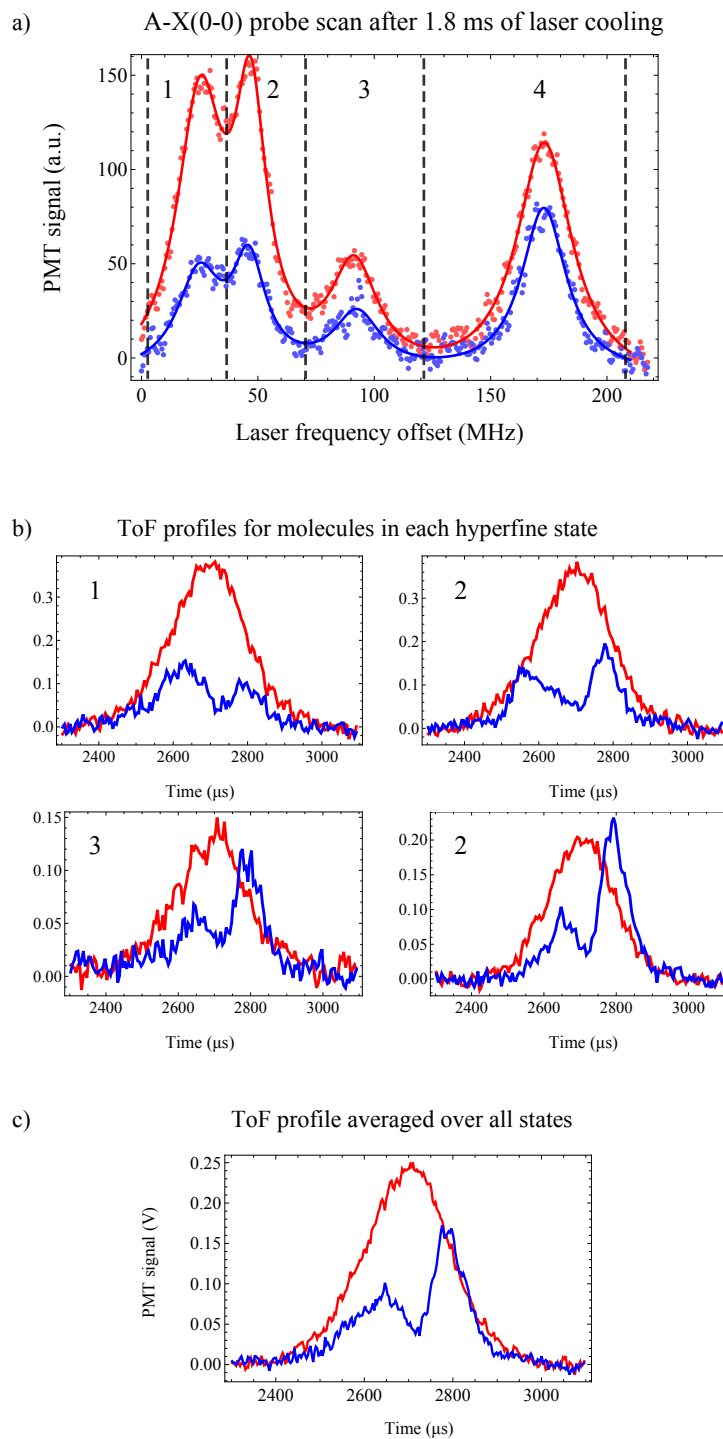 a) A-X(0-0) probe scan after 1.8 ms of laser cooling
150
100
50
0
PMT signal (a.u.)
1 2 3 4
0 50 100 150 200
Laser frequency offset (MHz)
b) ToF profiles for molecules in each hyperfine state
1
0.3
0.2
0.1
0.0
2400 2600 2800 3000
Time (μs)
2
0.3
0.2
0.1
0.0
2400 2600 2800 3000
Time (μs)
3
0.15
0.10
0.05
0.00
2400 2600 2800 3000
Time (μs)
2
0.20
0.15
0.10
0.05
0.00
2400 2600 2800 3000
Time (μs)
c) ToF profile averaged over all states
0.25
0.20
0.15
0.10
0.05
0.00
PMT signal (V)
2400 2600 2800 3000
Time (μs)